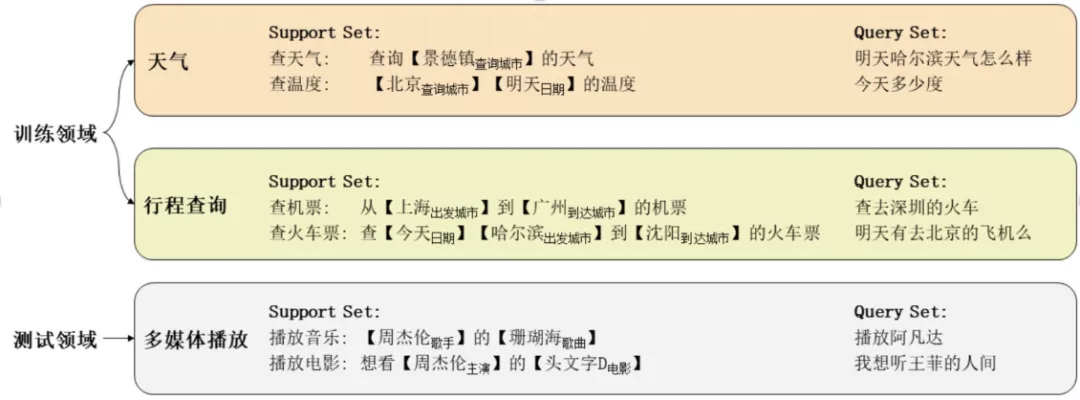 训练领域
天气
Support Set:
查天气: 查询【景德镇查询城市】的天气
查温度: 【北京查询城市】【明天日期】的温度
Query Set:
明天哈尔滨天气怎么样
今天多少度
行程查询
Support Set:
查机票: 从【上海出发城市】到【广州到达城市】的机票
查火车票: 查【今天日期】【哈尔滨出发城市】到【沈阳到达城市】的火车票
Query Set:
查去深圳的火车
明天有去北京的飞机么
测试领域
多媒体播放
Support Set:
播放音乐: 【周杰伦歌手】的【珊瑚海歌曲】
播放电影: 想看【周杰伦主演】的【头文字D电影】
Query Set:
播放阿凡达
我想听王菲的人间